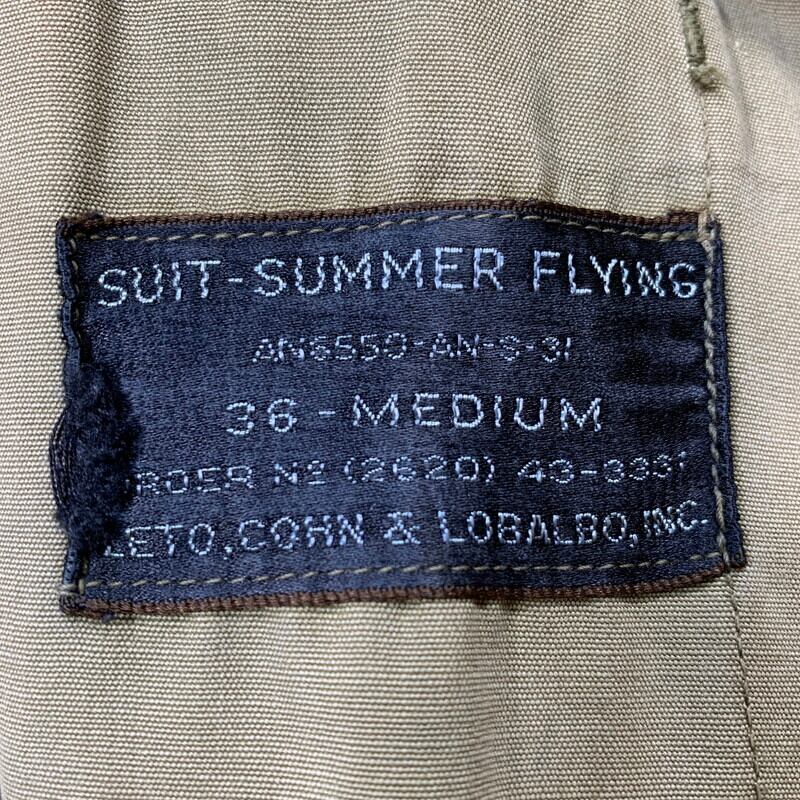 SUIT-SUMMER FLYING
AN6550-AN-S-31
36-MEDIUM
ORDER No (2620) 43-3331
LETO, COHN & LOBALBO, INC.